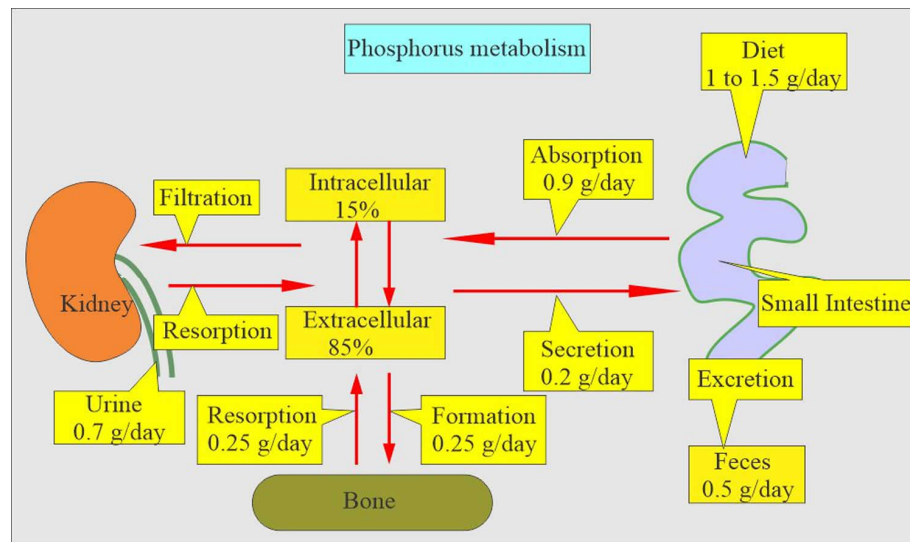 Phosphorus metabolism
Diet
1 to 1.5 g/day
Absorption
0.9 g/day
Intracellular
15%
Filtration
Kidney
Resorption
Extracellular
85%
Small Intestine
Secretion
0.2 g/day
Excretion
Urine
0.7 g/day
Resorption
0.25 g/day
Formation
0.25 g/day
Feces
0.5 g/day
Bone